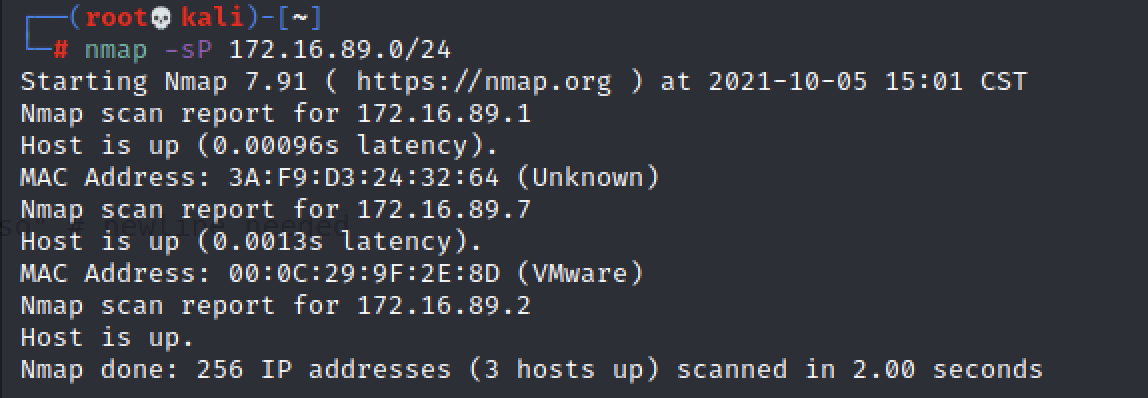 ┌──(root💀kali)-[~]
└─# nmap -sP 172.16.89.0/24
Starting Nmap 7.91 ( https://nmap.org ) at 2021-10-05 15:01 CST
Nmap scan report for 172.16.89.1
Host is up (0.00096s latency).
MAC Address: 3A:F9:D3:24:32:64 (Unknown)
Nmap scan report for 172.16.89.7
Host is up (0.0013s latency).
MAC Address: 00:0C:29:9F:2E:8D (VMware)
Nmap scan report for 172.16.89.2
Host is up.
Nmap done: 256 IP addresses (3 hosts up) scanned in 2.00 seconds